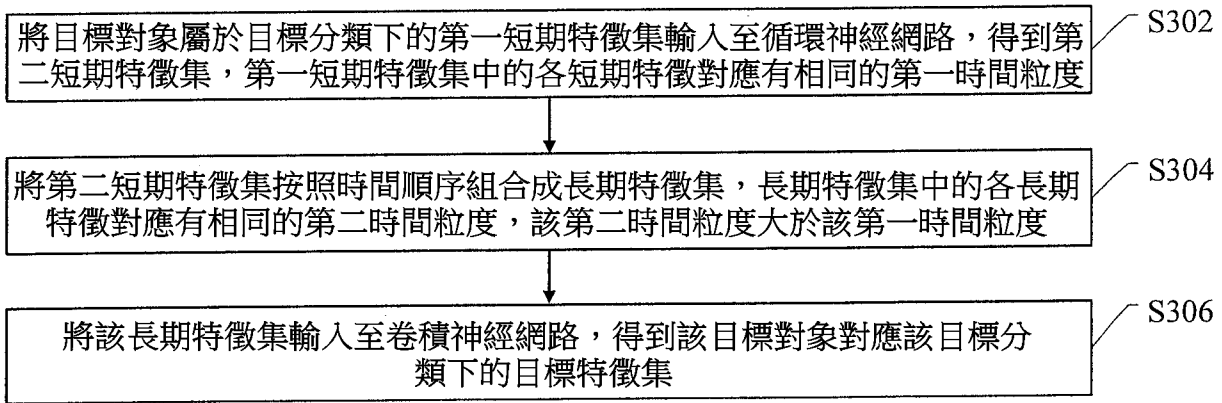 將目標對象屬於目標分類下的第一短期特徵集輸入至循環神經網路，得到第
二短期特徵集，第一短期特徵集中的各短期特徵對應有相同的第一時間粒度
S302
將第二短期特徵集按照時間順序組合成長期特徵集，長期特徵集中的各長期
特徵對應有相同的第二時間粒度，該第二時間粒度大於該第一時間粒度
S304
將該長期特徵集輸入至卷積神經網路，得到該目標對象對應該目標分
類下的目標特徵集
S306